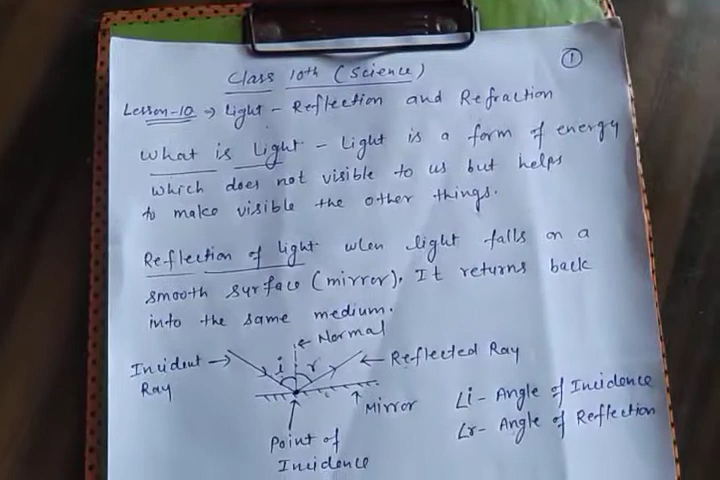 1
Class 10th (Science)
Lesson-10 → Light - Reflection and Refraction
What is Light - Light is a form of energy
which does not visible to us but helps
to make visible the other things.
Reflection of light when light falls on a
smooth surface (mirror). It returns back
into the same medium.
← Normal
Incident →
Ray
i r
← Reflected Ray
Mirror
Point of
Incidence
∠i - Angle of Incidence
∠r - Angle of Reflection